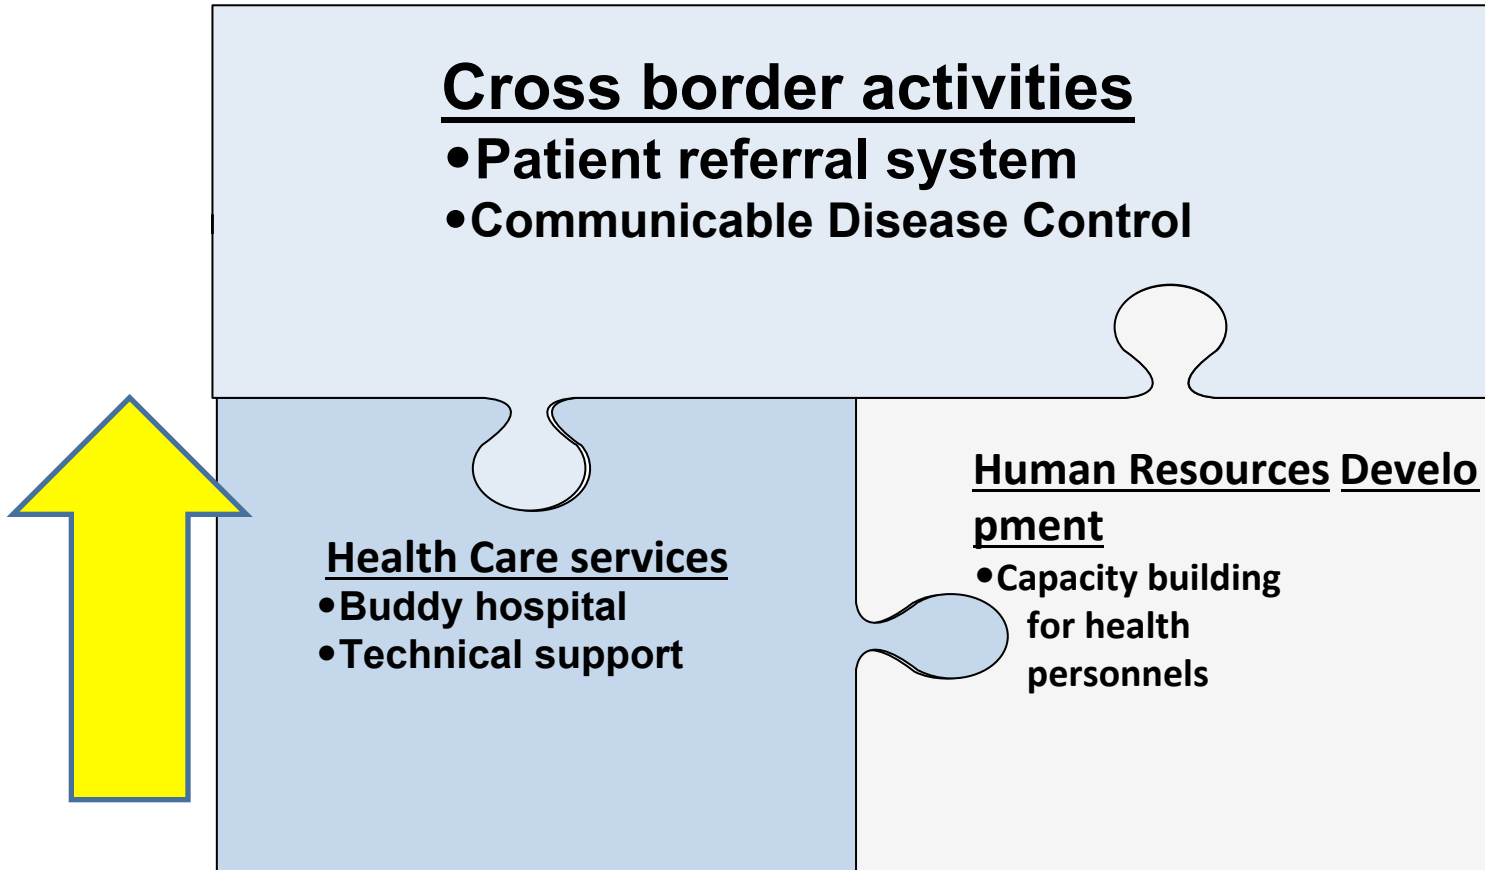 Cross border activities
•Patient referral system
•Communicable Disease Control
Health Care services
•Buddy hospital
•Technical support
Human Resources Develo
pment
•Capacity building
for health
personnels